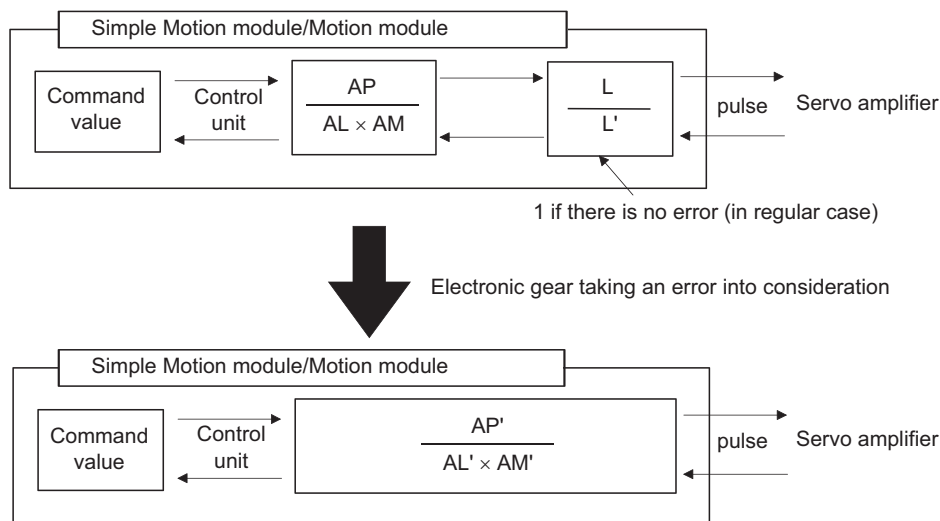 Simple Motion module/Motion module
Command
value
Control
unit
AP
AL × AM
L
L'
pulse
Servo amplifier
1 if there is no error (in regular case)
Electronic gear taking an error into consideration
Simple Motion module/Motion module
Command
value
Control
unit
AP'
AL' × AM'
pulse
Servo amplifier